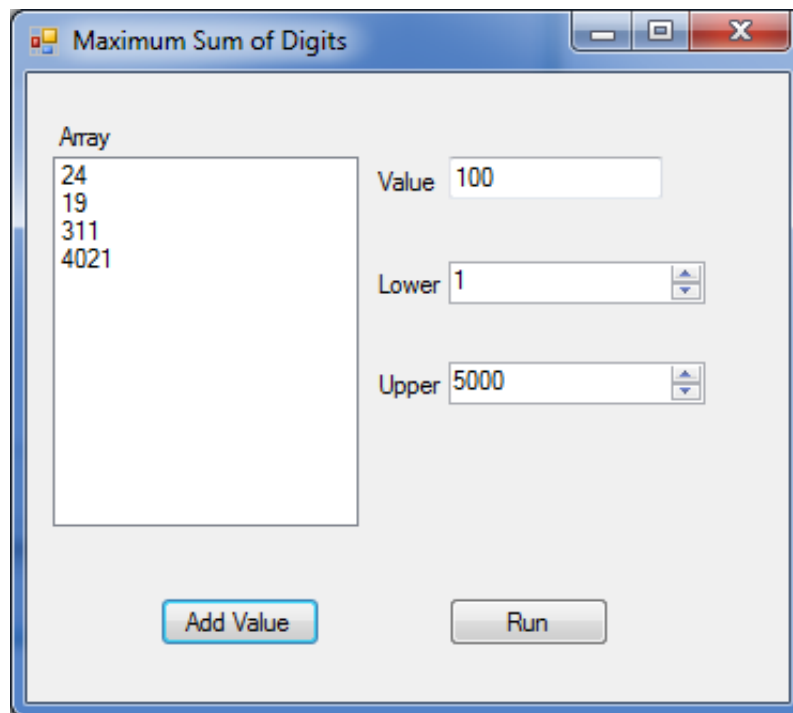 Maximum Sum of Digits
Array
24
19
311
4021
Value 100
Lower 1
Upper 5000
Add Value
Run